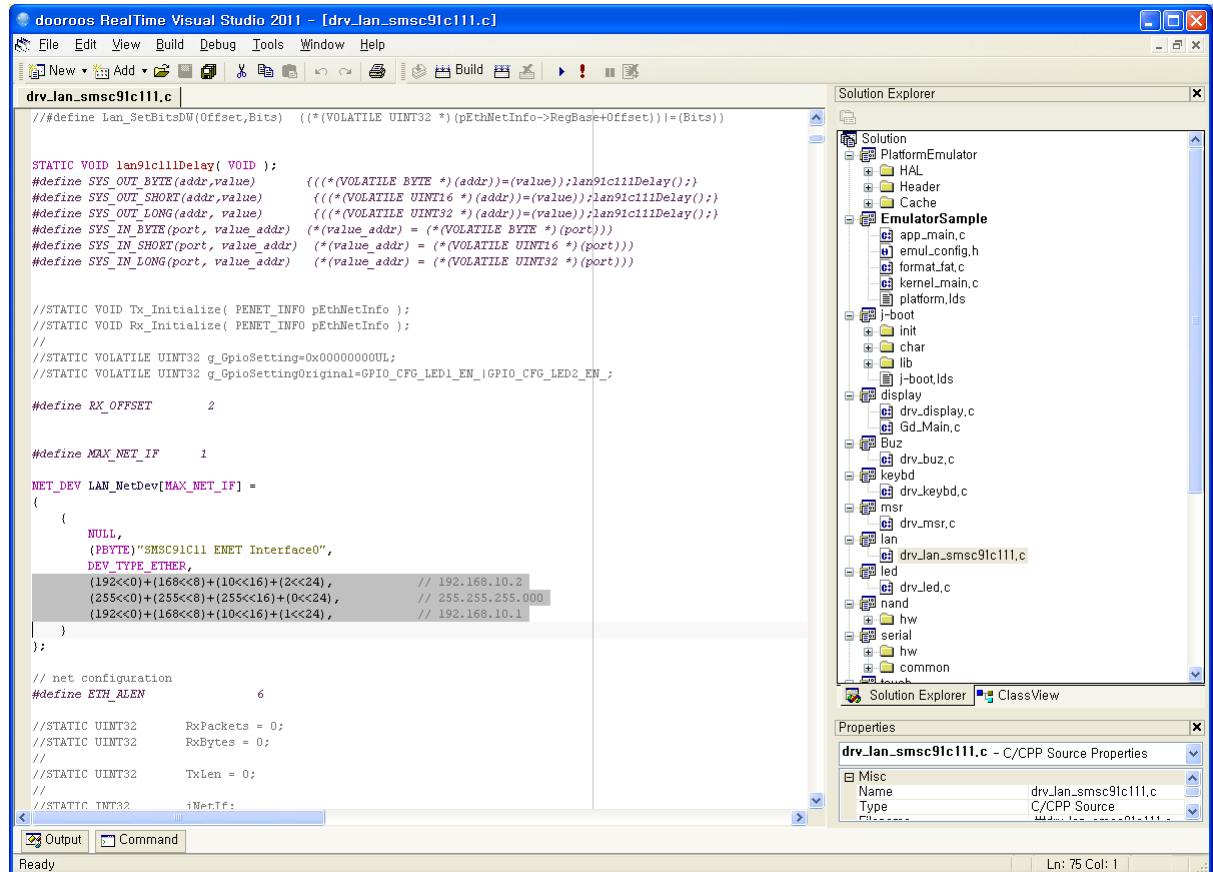 dooroos RealTime Visual Studio 2011 - [drv_lan_smsc91c111.c]
File Edit View Build Debug Tools Window Help
New Add Build
drv_lan_smsc91c111.c
//#define Lan_SetBitsDW(Offset,Bits) ((*(VOLATILE UINT32 *)(pEthNetInfo->RegBase+Offset))|=(Bits))
STATIC VOID lan91c111Delay( VOID );
#define SYS_OUT_BYTE(addr,value) {((*(VOLATILE BYTE *)(addr))=(value));lan91c111Delay();}
#define SYS_OUT_SHORT(addr,value) {((*(VOLATILE UINT16 *)(addr))=(value));lan91c111Delay();}
#define SYS_OUT_LONG(addr, value) {((*(VOLATILE UINT32 *)(addr))=(value));lan91c111Delay();}
#define SYS_IN_BYTE(port, value_addr) (*(value_addr) = (*(VOLATILE BYTE *)(port)))
#define SYS_IN_SHORT(port, value_addr) (*(value_addr) = (*(VOLATILE UINT16 *)(port)))
#define SYS_IN_LONG(port, value_addr) (*(value_addr) = (*(VOLATILE UINT32 *)(port)))
//STATIC VOID Tx_Initialize( PENET_INFO pEthNetInfo );
//STATIC VOID Rx_Initialize( PENET_INFO pEthNetInfo );
//
//STATIC VOLATILE UINT32 g_GpioSetting=0x00000000UL;
//STATIC VOLATILE UINT32 g_GpioSettingOriginal=GPIO_CFG_LED1_EN_|GPIO_CFG_LED2_EN_;
#define RX_OFFSET 2
#define MAX_NET_IF 1
NET_DEV LAN_NetDev[MAX_NET_IF] =
{
{
NULL,
(PBYTE)"SMSC91C11 ENET Interface0",
DEV_TYPE_ETHER,
(192<<0)+(168<<8)+(10<<16)+(2<<24), // 192.168.10.2
(255<<0)+(255<<8)+(255<<16)+(0<<24), // 255.255.255.000
(192<<0)+(168<<8)+(10<<16)+(1<<24), // 192.168.10.1
}
};
// net configuration
#define ETH_ALEN 6
//STATIC UINT32 RxPackets = 0;
//STATIC UINT32 RxBytes = 0;
//
//STATIC UINT32 TxLen = 0;
//
//STATIC INT32 iNetIf;
Solution Explorer
Solution
PlatformEmulator
HAL
Header
Cache
EmulatorSample
app_main.c
emul_config.h
format_fat.c
kernel_main.c
platform.lds
j-boot
init
char
lib
j-boot.lds
display
drv_display.c
Gd_Main.c
Buz
drv_buz.c
keybd
drv_keybd.c
msr
drv_msr.c
lan
drv_lan_smsc91c111.c
led
drv_led.c
nand
hw
serial
hw
common
Solution Explorer ClassView
Properties
drv_lan_smsc91c111.c - C/CPP Source Properties
Misc
Name drv_lan_smsc91c111.c
Type C/CPP Source
Output Command
Ready Ln: 75 Col: 1